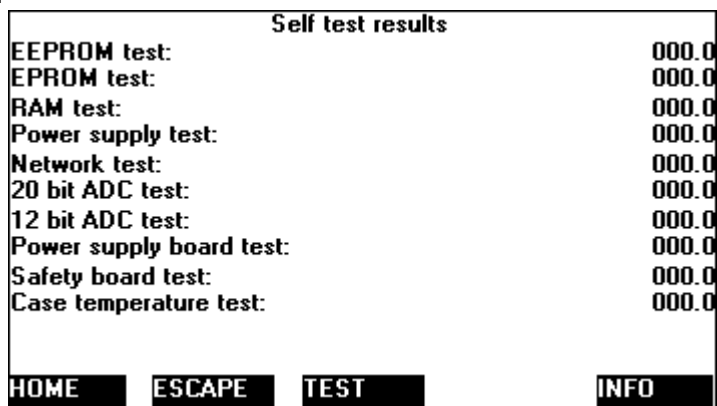 Self test results
EEPROM test: 000.0
EPROM test: 000.0
RAM test: 000.0
Power supply test: 000.0
Network test: 000.0
20 bit ADC test: 000.0
12 bit ADC test: 000.0
Power supply board test: 000.0
Safety board test: 000.0
Case temperature test: 000.0
HOME ESCAPE TEST INFO